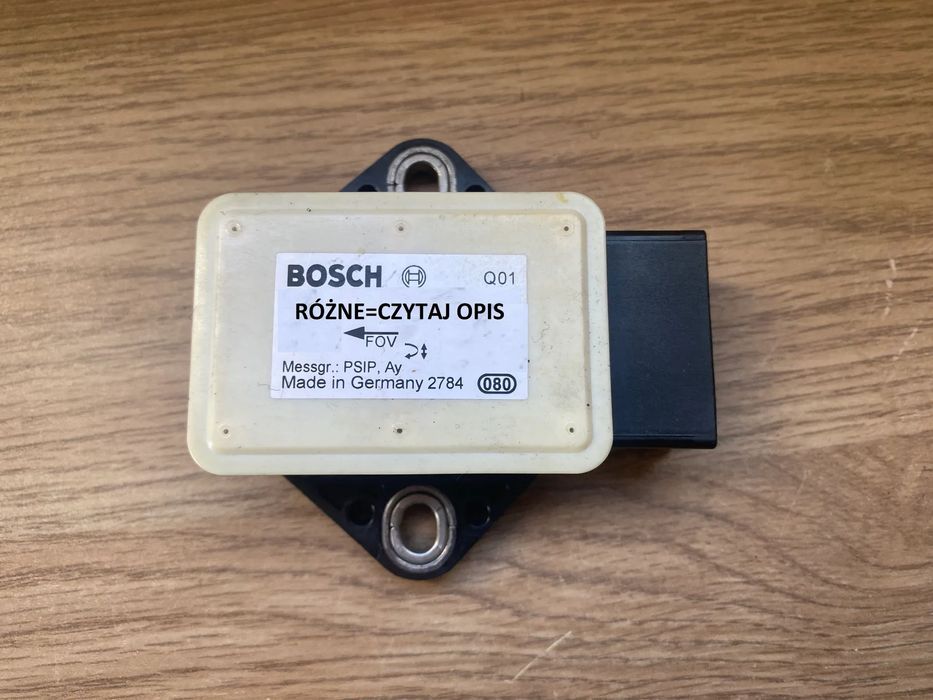 BOSCH Q01
RÓŻNE=CZYTAJ OPIS
FOV
Messgr.: PSIP, Ay
Made in Germany 2784 080